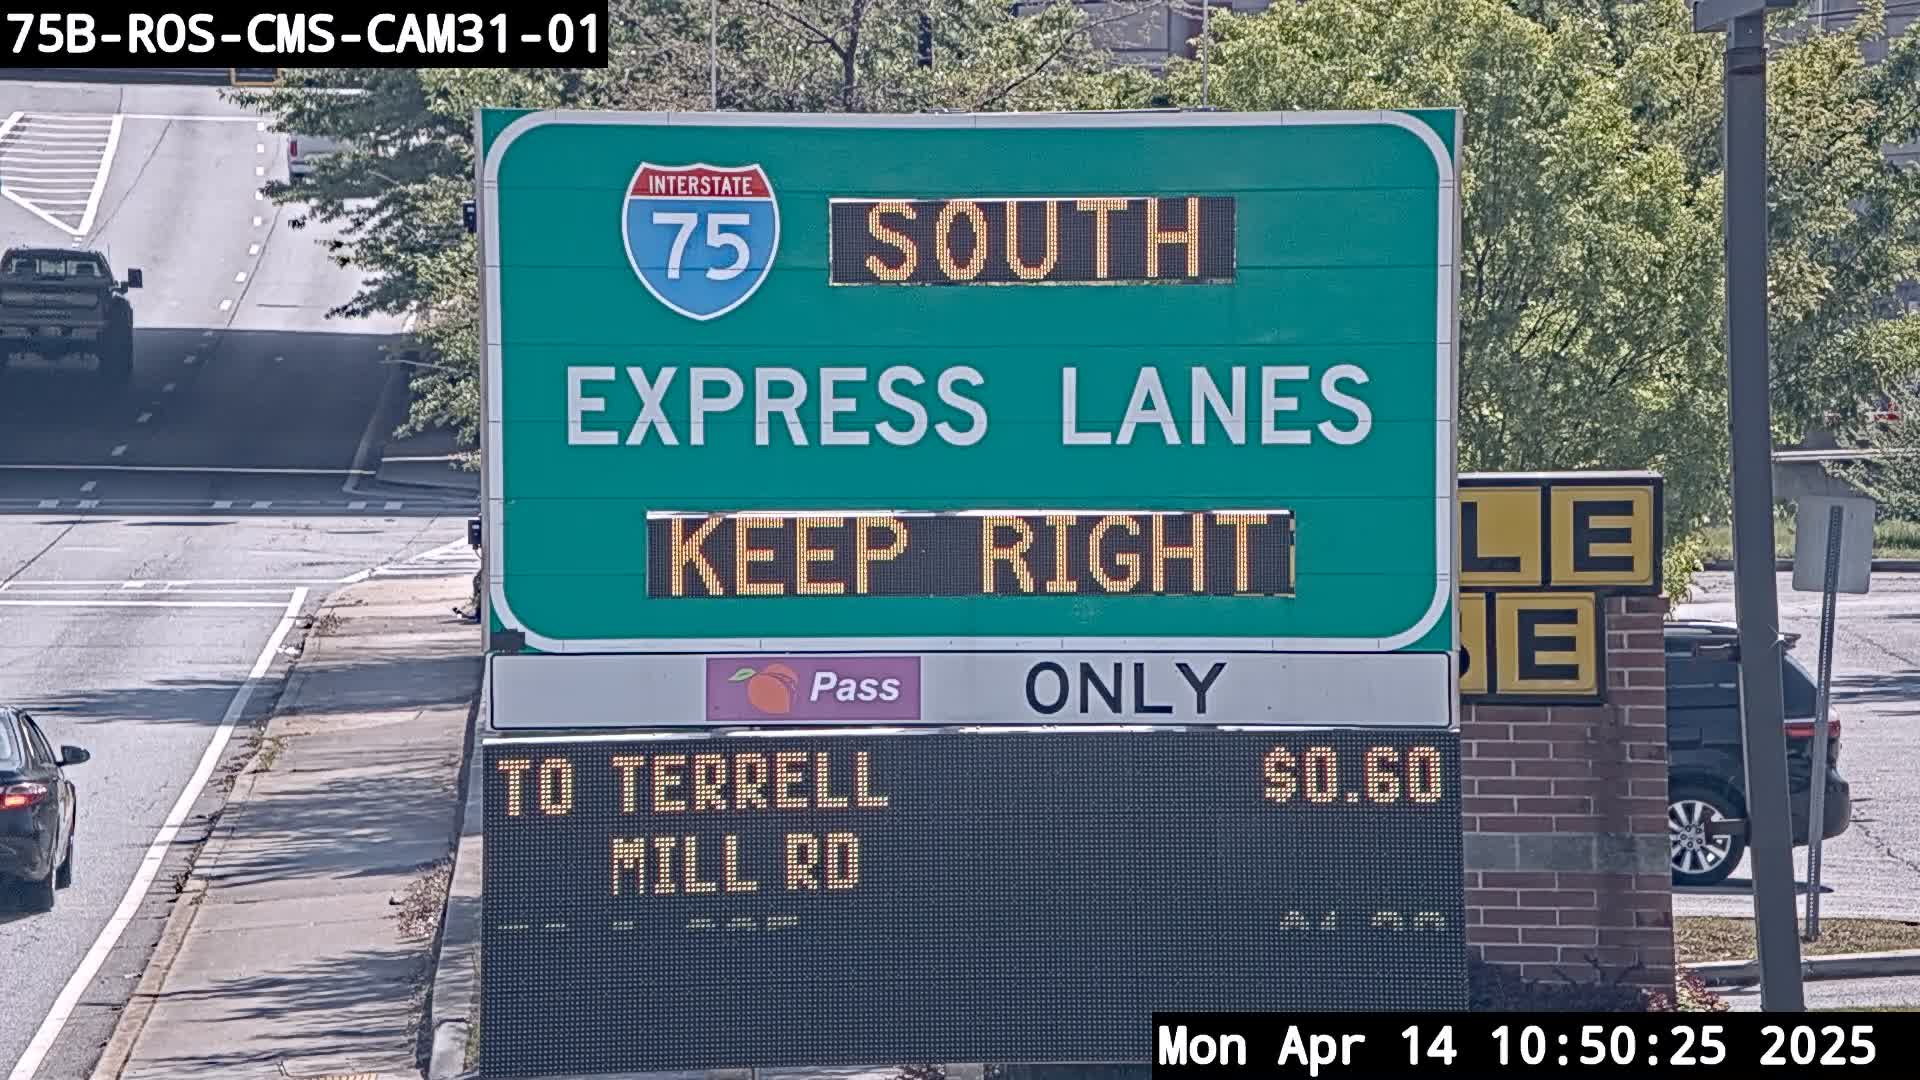 75B-ROS-CMS-CAM31-01
INTERSTATE
75
SOUTH
EXPRESS LANES
KEEP RIGHT
Pass ONLY
TO TERRELL $0.60
MILL RD
LE
E
Mon Apr 14 10:50:25 2025